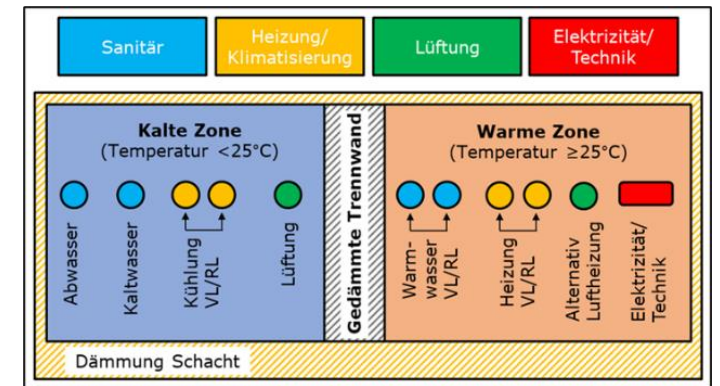 Sanitär
Heizung/
Klimatisierung
Lüftung
Elektrizität/
Technik
Kalte Zone
(Temperatur <25°C)
Abwasser
Kaltwasser
Kühlung
VL/RL
Lüftung
Gedämmte Trennwand
Warme Zone
(Temperatur ≥25°C)
Warm-
wasser
VL/RL
Heizung
VL/RL
Alternativ
Luftheizung
Elektrizität/
Technik
Dämmung Schacht